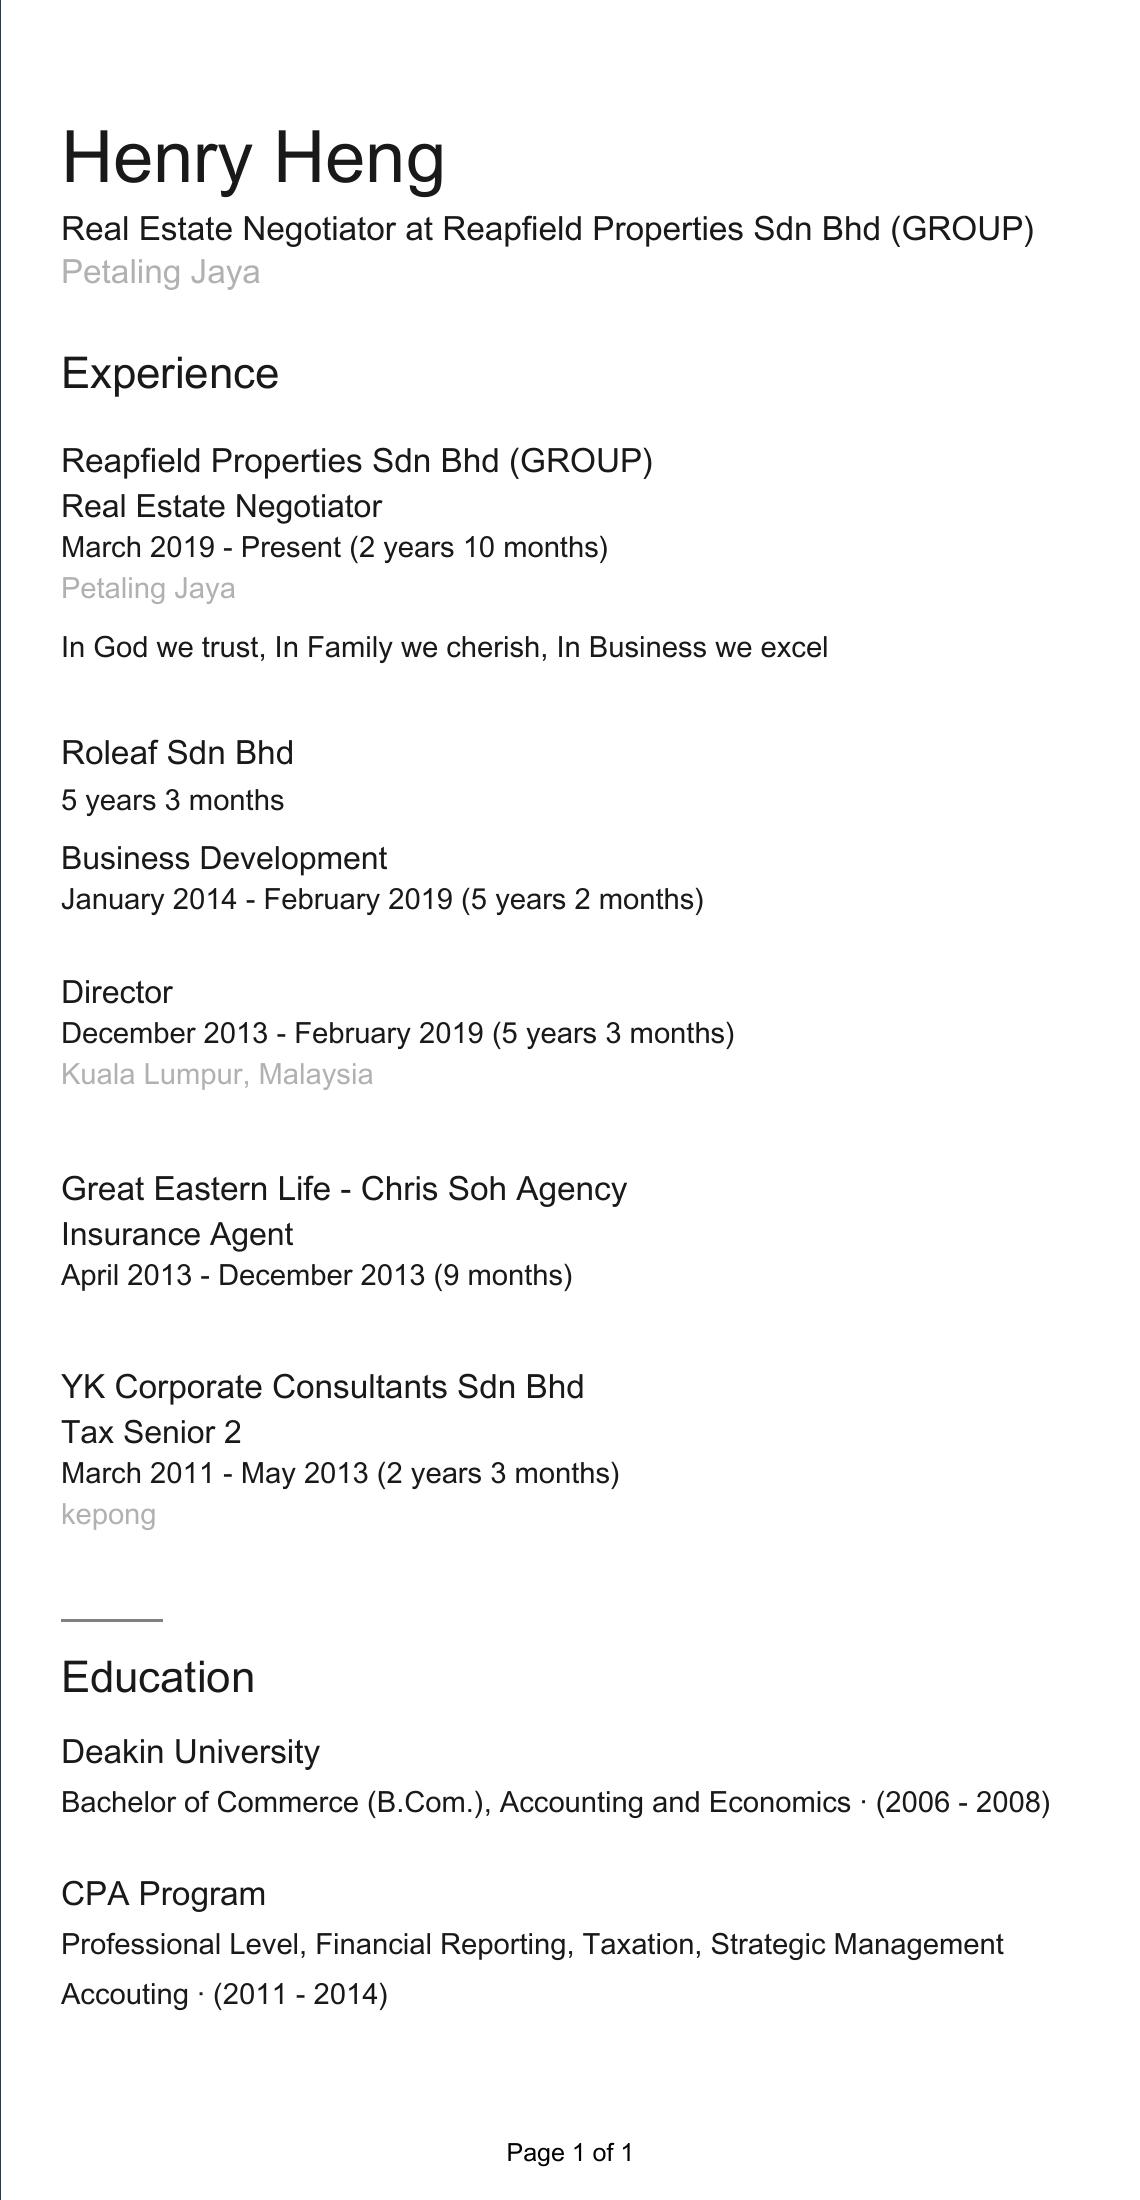 Henry Heng
Real Estate Negotiator at Reapfield Properties Sdn Bhd (GROUP)
Petaling Jaya
Experience
Reapfield Properties Sdn Bhd (GROUP)
Real Estate Negotiator
March 2019 - Present (2 years 10 months)
Petaling Jaya
In God we trust, In Family we cherish, In Business we excel
Roleaf Sdn Bhd
5 years 3 months
Business Development
January 2014 - February 2019 (5 years 2 months)
Director
December 2013 - February 2019 (5 years 3 months)
Kuala Lumpur, Malaysia
Great Eastern Life - Chris Soh Agency
Insurance Agent
April 2013 - December 2013 (9 months)
YK Corporate Consultants Sdn Bhd
Tax Senior 2
March 2011 - May 2013 (2 years 3 months)
kepong
Education
Deakin University
Bachelor of Commerce (B.Com.), Accounting and Economics · (2006 - 2008)
CPA Program
Professional Level, Financial Reporting, Taxation, Strategic Management
Accouting · (2011 - 2014)
Page 1 of 1